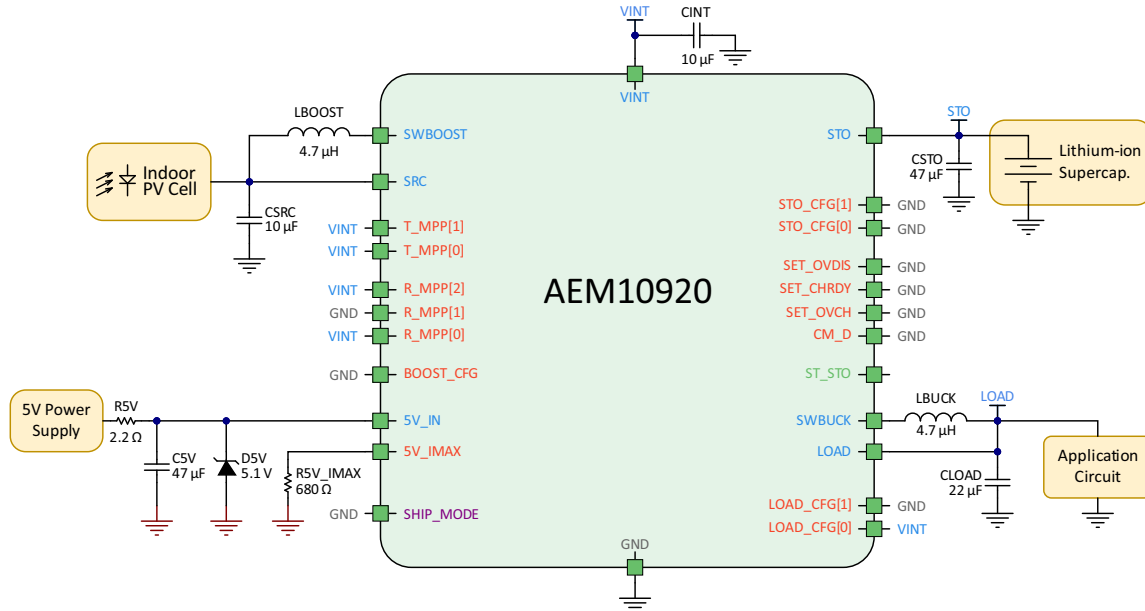 VINT
CINT
10 µF
VINT
LBOOST
4.7 µH
SWBOOST
STO
STO
Indoor
PV Cell
SRC
CSTO
47 µF
Lithium-ion
Supercap.
CSRC
10 µF
VINT
T_MPP[1]
VINT
T_MPP[0]
STO_CFG[1]
GND
STO_CFG[0]
GND
VINT
R_MPP[2]
GND
R_MPP[1]
VINT
R_MPP[0]
AEM10920
SET_OVDIS
GND
SET_CHRDY
GND
SET_OVCH
GND
CM_D
GND
GND
BOOST_CFG
ST_STO
5V Power
Supply
R5V
2.2 Ω
5V_IN
SWBUCK
LBUCK
4.7 µH
LOAD
C5V
47 µF
D5V
5.1 V
R5V_IMAX
680 Ω
5V_IMAX
LOAD
CLOAD
22 µF
Application
Circuit
GND
SHIP_MODE
LOAD_CFG[1]
GND
LOAD_CFG[0]
VINT
GND